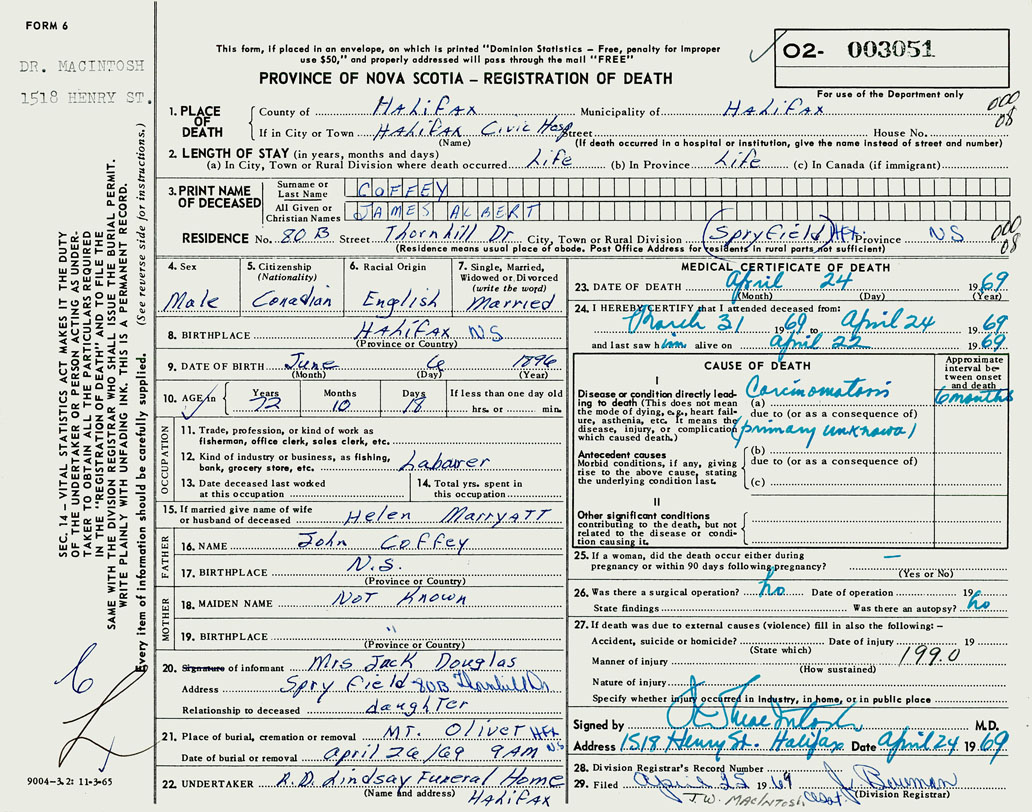 FORM 6
DR. MACINTOSH
1518 HENRY ST.
This form, if placed in an envelope, on which is printed "Dominion Statistics – Free, penalty for improper
use $50," and properly addressed will pass through the mail "FREE"
PROVINCE OF NOVA SCOTIA – REGISTRATION OF DEATH
02- 003051
For use of the Department only
SEC. 14 – VITAL STATISTICS ACT MAKES IT THE DUTY
OF THE UNDERTAKER OR PERSON ACTING AS UNDER-
TAKER TO OBTAIN ALL THE PARTICULARS REQUIRED
IN THE "REGISTRATION OF DEATH" AND TO FILE THE
SAME WITH THE DIVISION REGISTRAR WHO SHALL ISSUE THE BURIAL PERMIT.
WRITE PLAINLY WITH UNFADING INK. THIS IS A PERMANENT RECORD.
Every item of information should be carefully supplied. (See reverse side for instructions.)
1. PLACE OF DEATH
County of Halifax Municipality of Halifax 000 08
If in City or Town Halifax Civic Hosp Street House No.
(Name) (If death occurred in a hospital or institution, give the name instead of street and number)
2. LENGTH OF STAY (in years, months and days)
(a) In City, Town or Rural Division where death occurred Life (b) In Province Life (c) In Canada (if immigrant)
3. PRINT NAME OF DECEASED
Surname or Last Name COFFEY
All Given or Christian Names JAMES ALBERT
RESIDENCE No. 80 B Street Thornhill Dr City, Town or Rural Division (Spryfield) Hfx Province NS 000 08
(Residence means usual place of abode, Post Office Address for residents in rural parts not sufficient)
4. Sex Male
5. Citizenship (Nationality) Canadian
6. Racial Origin English
7. Single, Married, Widowed or Divorced (write the word) Married
8. BIRTHPLACE Halifax NS
(Province or Country)
9. DATE OF BIRTH June 6 1896
(Month) (Day) (Year)
10. AGE in Years 72 Months 10 Days 18 If less than one day old hrs. or min.
OCCUPATION
11. Trade, profession, or kind of work as
fisherman, office clerk, sales clerk, etc.
12. Kind of industry or business, as fishing,
bank, grocery store, etc. Labourer
13. Date deceased last worked at this occupation
14. Total yrs. spent in this occupation
15. If married give name of wife
or husband of deceased Helen Marryatt
FATHER
16. NAME John Coffey
17. BIRTHPLACE N.S.
(Province or Country)
MOTHER
18. MAIDEN NAME Not Known
19. BIRTHPLACE "
(Province or Country)
20. Signature of informant Mrs Jack Douglas
Address Spryfield 80B Thornhill Dr
Relationship to deceased daughter
21. Place of burial, cremation or removal MT. Olivet Hfx NS
Date of burial or removal April 26/69 9 AM
22. UNDERTAKER A.D. Lindsay Funeral Home
(Name and address) Halifax
9004-3.2: 11-3-65
MEDICAL CERTIFICATE OF DEATH
23. DATE OF DEATH April 24 1969
(Month) (Day) (Year)
24. I HEREBY CERTIFY that I attended deceased from:
March 31 1969 to April 24 1969
and last saw him alive on April 22 1969
CAUSE OF DEATH
Approximate interval between onset and death
I
Disease or condition directly lead-
ing to death (This does not mean
the mode of dying, e.g., heart fail-
ure, asthenia, etc. It means the
disease, injury, or complication
which caused death.)
(a) Carcinomatosis 6 months
due to (or as a consequence of)
(primary unknown)
Antecedent causes
Morbid conditions, if any, giving
rise to the above cause, stating
the underlying condition last.
(b)
due to (or as a consequence of)
(c)
II
Other significant conditions
contributing to the death, but not
related to the disease or condi-
tion causing it.
25. If a woman, did the death occur either during
pregnancy or within 90 days following pregnancy? —
(Yes or No)
26. Was there a surgical operation? no Date of operation 19
State findings Was there an autopsy? no
27. If death was due to external causes (violence) fill in also the following: –
Accident, suicide or homicide? Date of injury 19
(State which)
Manner of injury 199.0
(How sustained)
Nature of injury
Specify whether injury occurred in Industry, in home, or in public place
Signed by J. W. MacIntosh M.D.
Address 1518 Henry St. Halifax Date April 24 1969
28. Division Registrar's Record Number
29. Filed April 25 1969 J. Bowman
(Division Registrar)
J.W. MACINTOSH